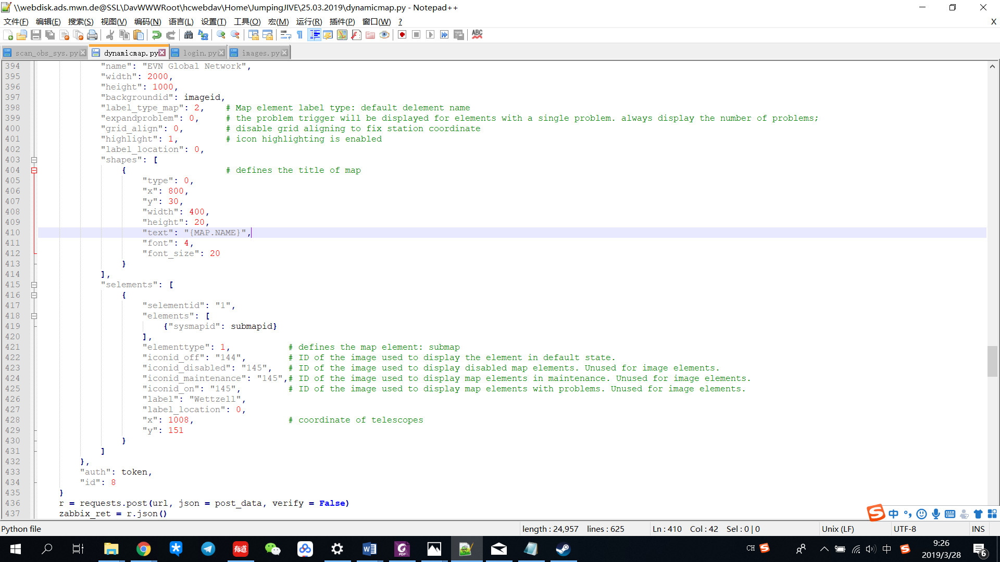 \\webdisk.ads.mwn.de@SSL\DavWWWRoot\hcwebdav\Home\JumpingJIVE\25.03.2019\dynamicmap.py - Notepad++
文件(F) 编辑(E) 搜索(S) 视图(V) 编码(N) 语言(L) 设置(T) 工具(O) 宏(M) 运行(R) 插件(P) 窗口(W) ? X
ABC
scan_obs_sys.py dynamicmap.py login.py images.py
394 "name": "EVN Global Network",
395 "width": 2000,
396 "height": 1000,
397 "backgroundid": imageid,
398 "label_type_map": 2, # Map element label type: default delement name
399 "expandproblem": 0, # the problem trigger will be displayed for elements with a single problem. always display the number of problems;
400 "grid_align": 0, # disable grid aligning to fix station coordinate
401 "highlight": 1, # icon highlighting is enabled
402 "label_location": 0,
403 "shapes": [
404 { # defines the title of map
405 "type": 0,
406 "x": 800,
407 "y": 30,
408 "width": 400,
409 "height": 20,
410 "text": "{MAP.NAME}",
411 "font": 4,
412 "font_size": 20
413 }
414 ],
415 "selements": [
416 {
417 "selementid": "1",
418 "elements": [
419 {"sysmapid": submapid}
420 ],
421 "elementtype": 1, # defines the map element: submap
422 "iconid_off": "144", # ID of the image used to display the element in default state.
423 "iconid_disabled": "145", # ID of the image used to display disabled map elements. Unused for image elements.
424 "iconid_maintenance": "145",# ID of the image used to display map elements in maintenance. Unused for image elements.
425 "iconid_on": "145", # ID of the image used to display map elements with problems. Unused for image elements.
426 "label": "Wettzell",
427 "label_location": 0,
428 "x": 1008, # coordinate of telescopes
429 "y": 151
430 }
431 ]
432 },
433 "auth": token,
434 "id": 8
435 }
436 r = requests.post(url, json = post_data, verify = False)
437 zabbix_ret = r.json()
S 中
Python file length : 24,957 lines : 625 Ln : 410 Col : 42 Sel : 0 | 0 Unix (LF) UTF-8 INS
有道 CH S 中 S 9:26
2019/3/28 6